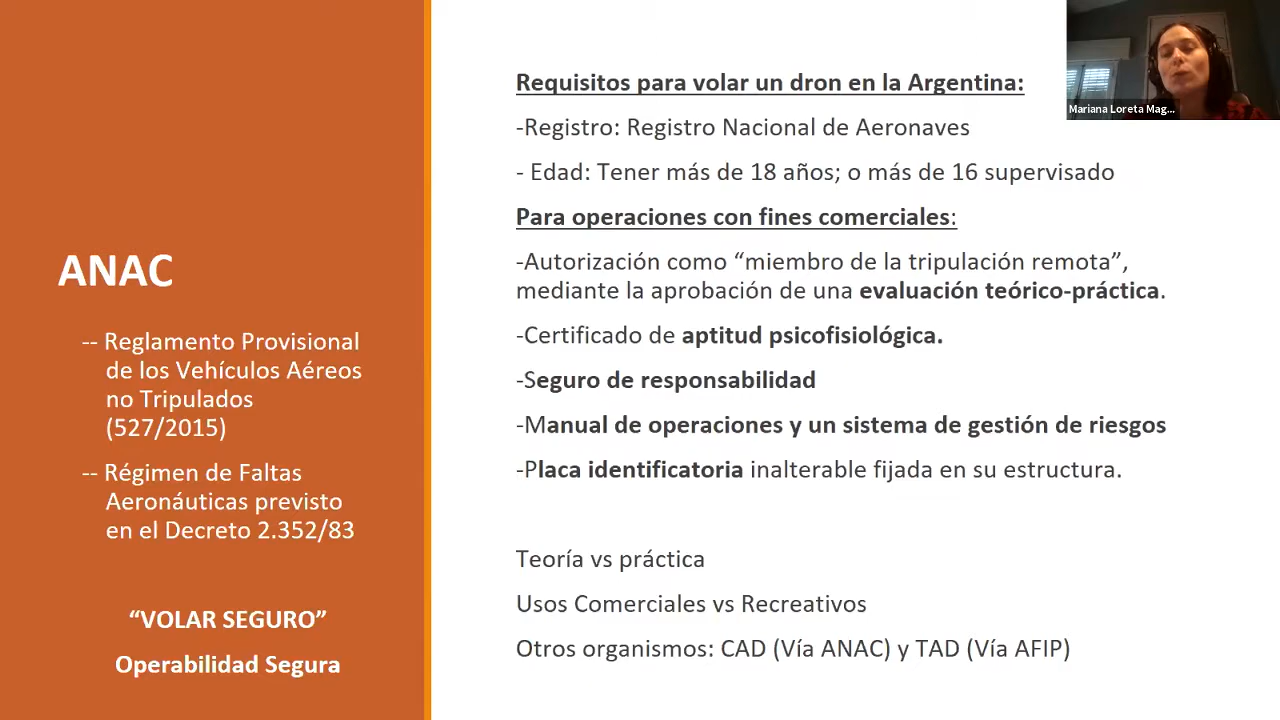 ANAC
-- Reglamento Provisional
de los Vehículos Aéreos
no Tripulados
(527/2015)
-- Régimen de Faltas
Aeronáuticas previsto
en el Decreto 2.352/83
“VOLAR SEGURO”
Operabilidad Segura
Requisitos para volar un dron en la Argentina:
-Registro: Registro Nacional de Aeronaves
- Edad: Tener más de 18 años; o más de 16 supervisado
Para operaciones con fines comerciales:
-Autorización como “miembro de la tripulación remota”,
mediante la aprobación de una evaluación teórico-práctica.
-Certificado de aptitud psicofisiológica.
-Seguro de responsabilidad
-Manual de operaciones y un sistema de gestión de riesgos
-Placa identificatoria inalterable fijada en su estructura.
Teoría vs práctica
Usos Comerciales vs Recreativos
Otros organismos: CAD (Vía ANAC) y TAD (Vía AFIP)
Mariana Loreta Mag...